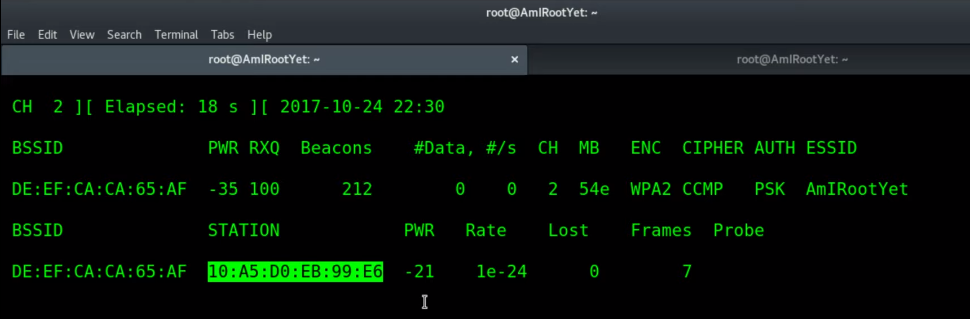 root@AmIRootYet: ~
File Edit View Search Terminal Tabs Help
root@AmIRootYet: ~ × root@AmIRootYet: ~
CH 2 ][ Elapsed: 18 s ][ 2017-10-24 22:30
BSSID PWR RXQ Beacons #Data, #/s CH MB ENC CIPHER AUTH ESSID
DE:EF:CA:CA:65:AF -35 100 212 0 0 2 54e WPA2 CCMP PSK AmIRootYet
BSSID STATION PWR Rate Lost Frames Probe
DE:EF:CA:CA:65:AF 10:A5:D0:EB:99:E6 -21 1e-24 0 7